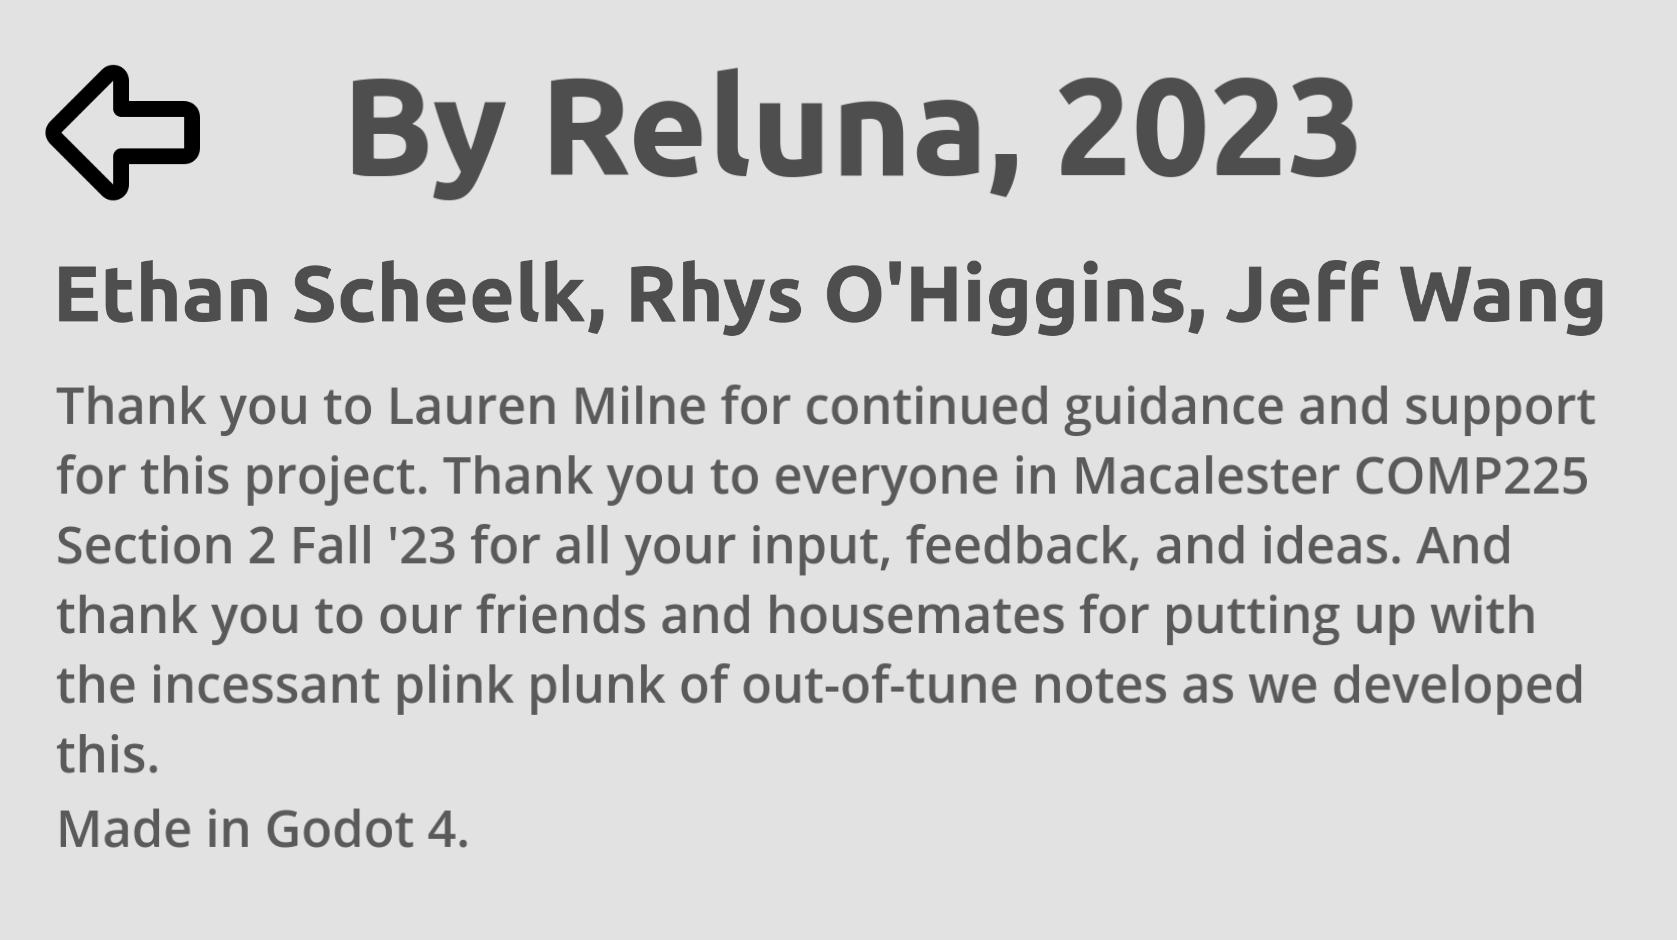 By Reluna, 2023
Ethan Scheelk, Rhys O'Higgins, Jeff Wang
Thank you to Lauren Milne for continued guidance and support
for this project. Thank you to everyone in Macalester COMP225
Section 2 Fall '23 for all your input, feedback, and ideas. And
thank you to our friends and housemates for putting up with
the incessant plink plunk of out-of-tune notes as we developed
this.
Made in Godot 4.